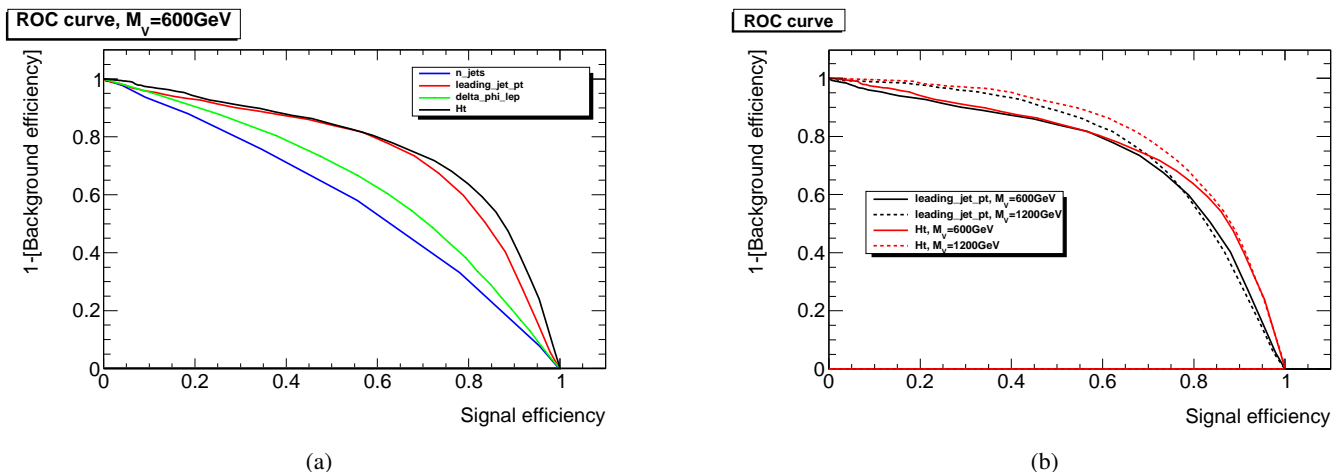 ROC curve, M_V=600GeV
1-[Background efficiency]
1
0.8
0.6
0.4
0.2
0
n_jets
leading_jet_pt
delta_phi_lep
Ht
0 0.2 0.4 0.6 0.8 1
Signal efficiency
(a)
ROC curve
1-[Background efficiency]
1
0.8
0.6
0.4
0.2
0
leading_jet_pt, M_V=600GeV
leading_jet_pt, M_V=1200GeV
Ht, M_V=600GeV
Ht, M_V=1200GeV
0 0.2 0.4 0.6 0.8 1
Signal efficiency
(b)